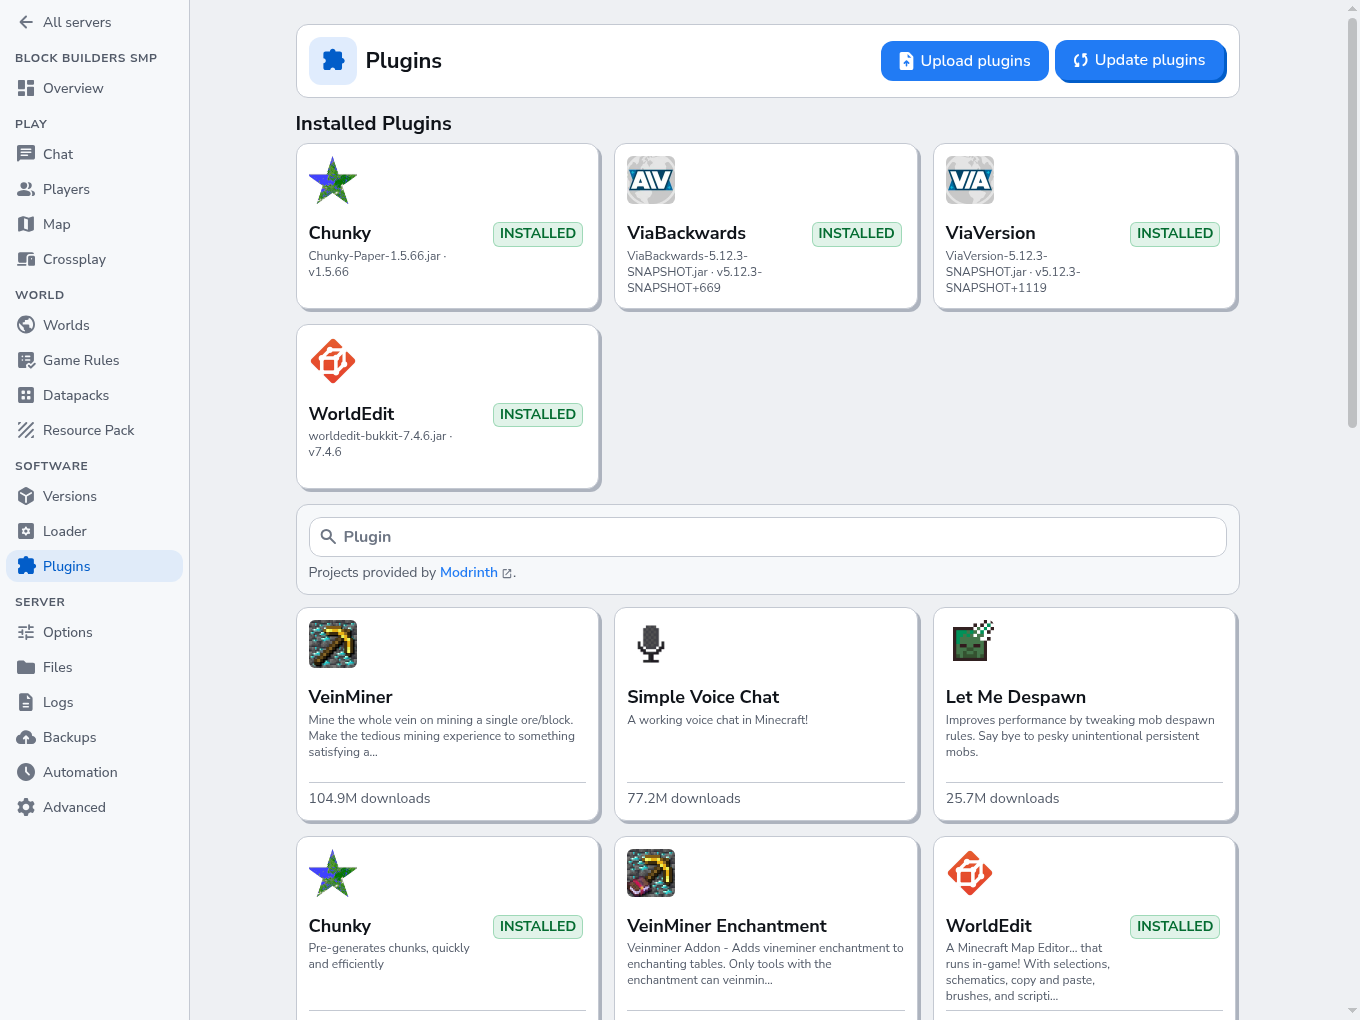 All servers
BLOCK BUILDERS SMP
Overview
PLAY
Chat
Players
Map
Crossplay
WORLD
Worlds
Game Rules
Datapacks
Resource Pack
SOFTWARE
Versions
Loader
Plugins
SERVER
Options
Files
Logs
Backups
Automation
Advanced
Plugins
Upload plugins
Update plugins
Installed Plugins
Chunky
INSTALLED
Chunky-Paper-1.5.66.jar ·
v1.5.66
AIV
ViaBackwards
INSTALLED
ViaBackwards-5.12.3-
SNAPSHOT.jar · v5.12.3-
SNAPSHOT+669
VIA
ViaVersion
INSTALLED
ViaVersion-5.12.3-
SNAPSHOT.jar · v5.12.3-
SNAPSHOT+1119
WorldEdit
INSTALLED
worldedit-bukkit-7.4.6.jar ·
v7.4.6
Plugin
Projects provided by Modrinth .
VeinMiner
Mine the whole vein on mining a single ore/block.
Make the tedious mining experience to something
satisfying a...
104.9M downloads
Simple Voice Chat
A working voice chat in Minecraft!
77.2M downloads
Let Me Despawn
Improves performance by tweaking mob despawn
rules. Say bye to pesky unintentional persistent
mobs.
25.7M downloads
Chunky
INSTALLED
Pre-generates chunks, quickly
and efficiently
VeinMiner Enchantment
Veinminer Addon - Adds vineminer enchantment to
enchanting tables. Only tools with the
enchantment can veinmin...
WorldEdit
INSTALLED
A Minecraft Map Editor... that
runs in-game! With selections,
schematics, copy and paste,
brushes, and scripti...